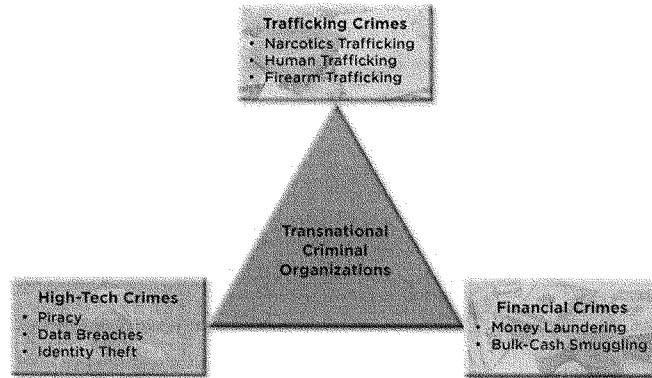 Trafficking Crimes
• Narcotics Trafficking
• Human Trafficking
• Firearm Trafficking
Transnational
Criminal
Organizations
High-Tech Crimes
• Piracy
• Data Breaches
• Identity Theft
Financial Crimes
• Money Laundering
• Bulk-Cash Smuggling